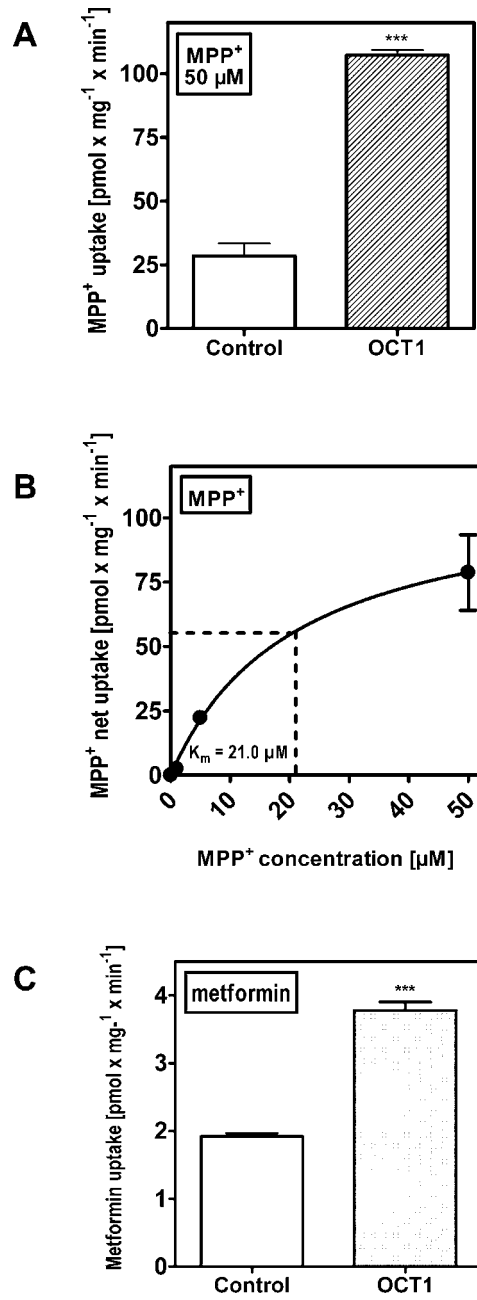 A
MPP⁺
50 µM
***
MPP⁺ uptake [pmol x mg⁻¹ x min⁻¹]
100
75
50
25
0
Control
OCT1
B
MPP⁺
MPP⁺ net uptake [pmol x mg⁻¹ x min⁻¹]
100
75
50
25
0
Kₘ = 21.0 µM
0
10
20
30
40
50
MPP⁺ concentration [µM]
C
metformin
***
Metformin uptake [pmol x mg-¹ x min⁻¹]
4
3
2
1
0
Control
OCT1